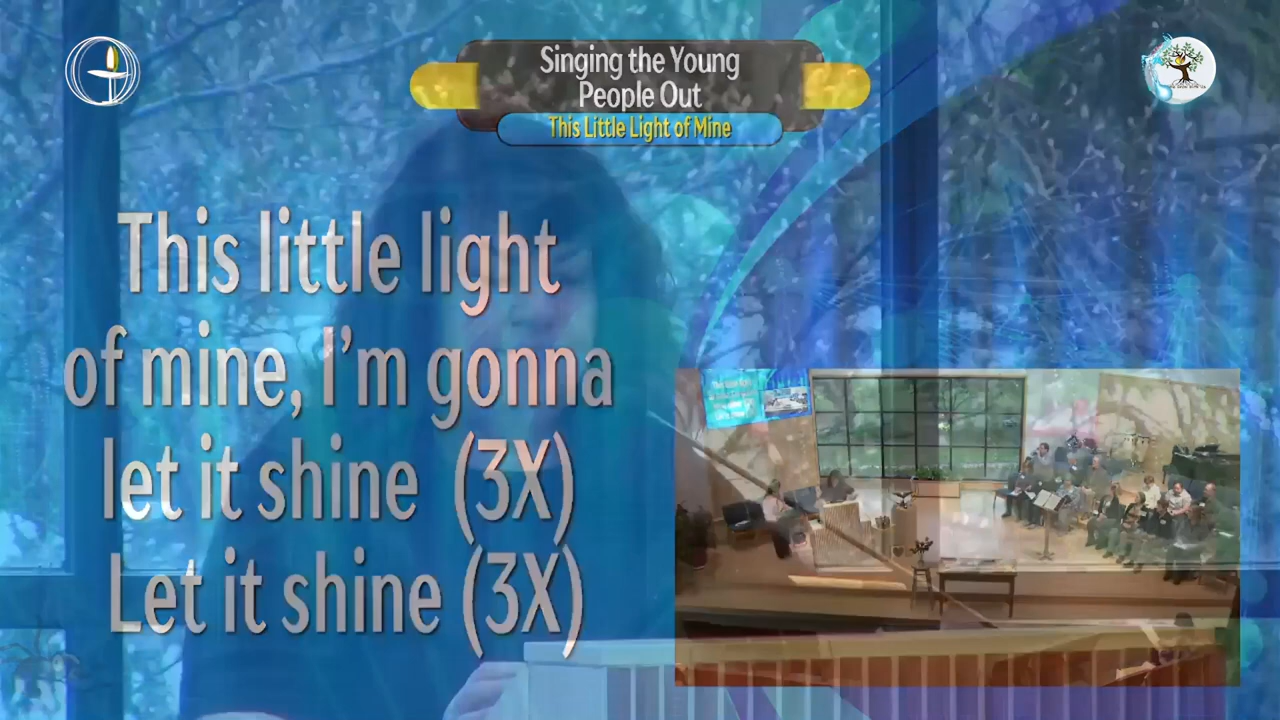 Singing the Young
People Out
This Little Light of Mine
This little light
of mine, I'm gonna
let it shine (3X)
Let it shine (3X)